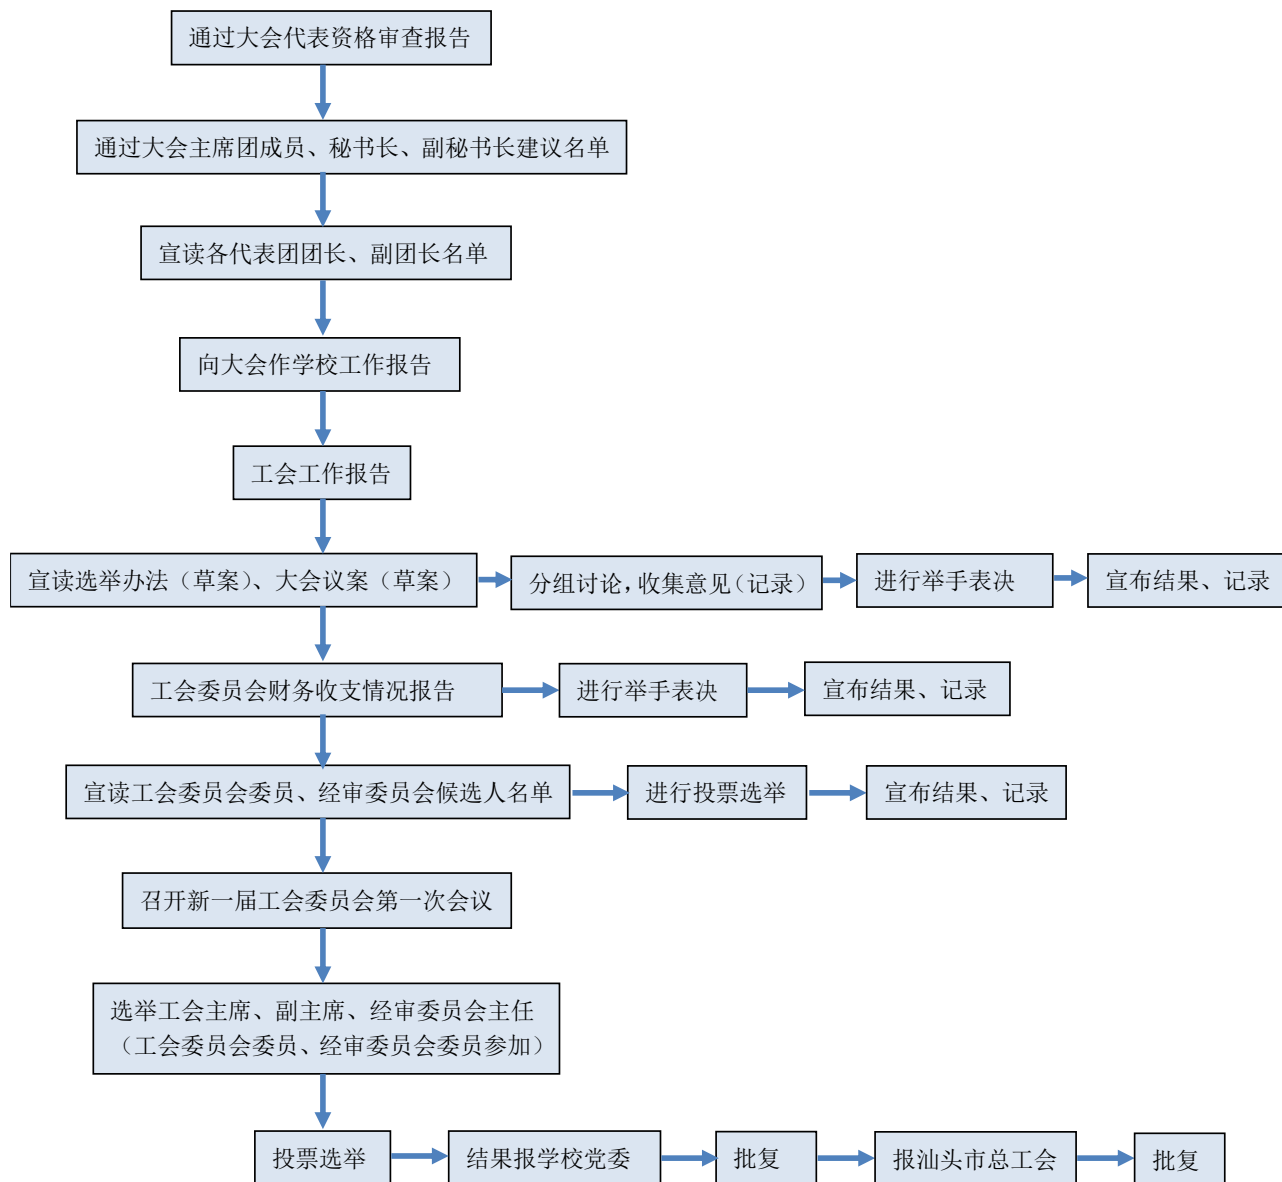 通过大会代表资格审查报告
通过大会主席团成员、秘书长、副秘书长建议名单
宣读各代表团团长、副团长名单
向大会作学校工作报告
工会工作报告
宣读选举办法（草案）、大会议案（草案）
分组讨论，收集意见（记录）
进行举手表决
宣布结果、记录
工会委员会财务收支情况报告
进行举手表决
宣布结果、记录
宣读工会委员会委员、经审委员会候选人名单
进行投票选举
宣布结果、记录
召开新一届工会委员会第一次会议
选举工会主席、副主席、经审委员会主任
（工会委员会委员、经审委员会委员参加）
投票选举
结果报学校党委
批复
报汕头市总工会
批复